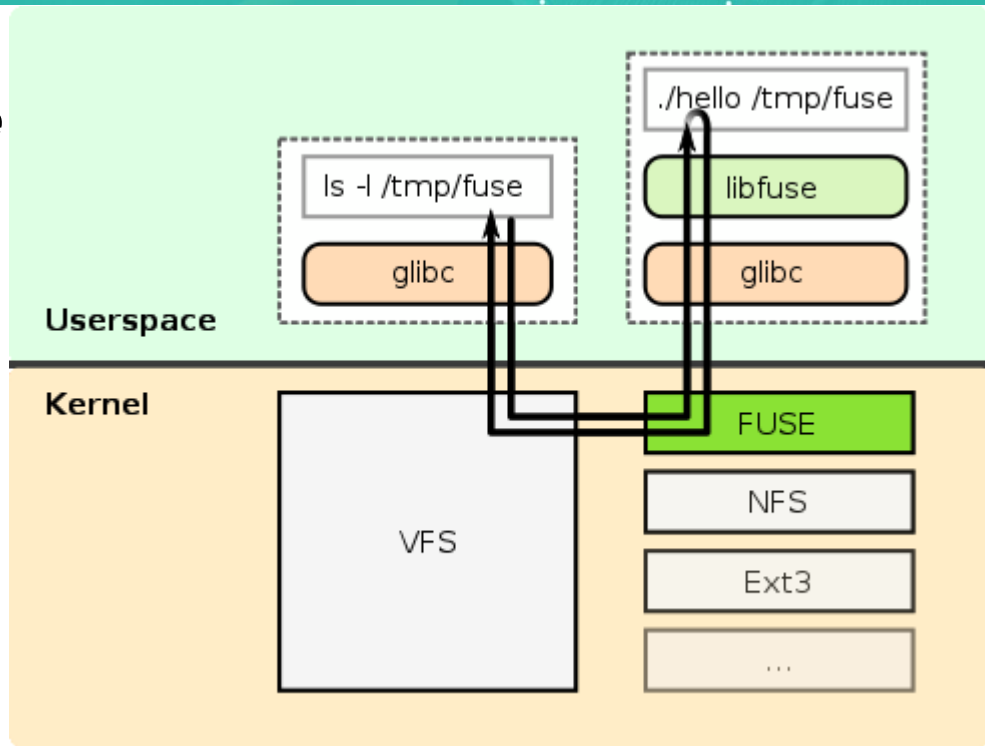 ./hello /tmp/fuse
ls -l /tmp/fuse
libfuse
glibc
glibc
Userspace
Kernel
FUSE
NFS
VFS
Ext3
...